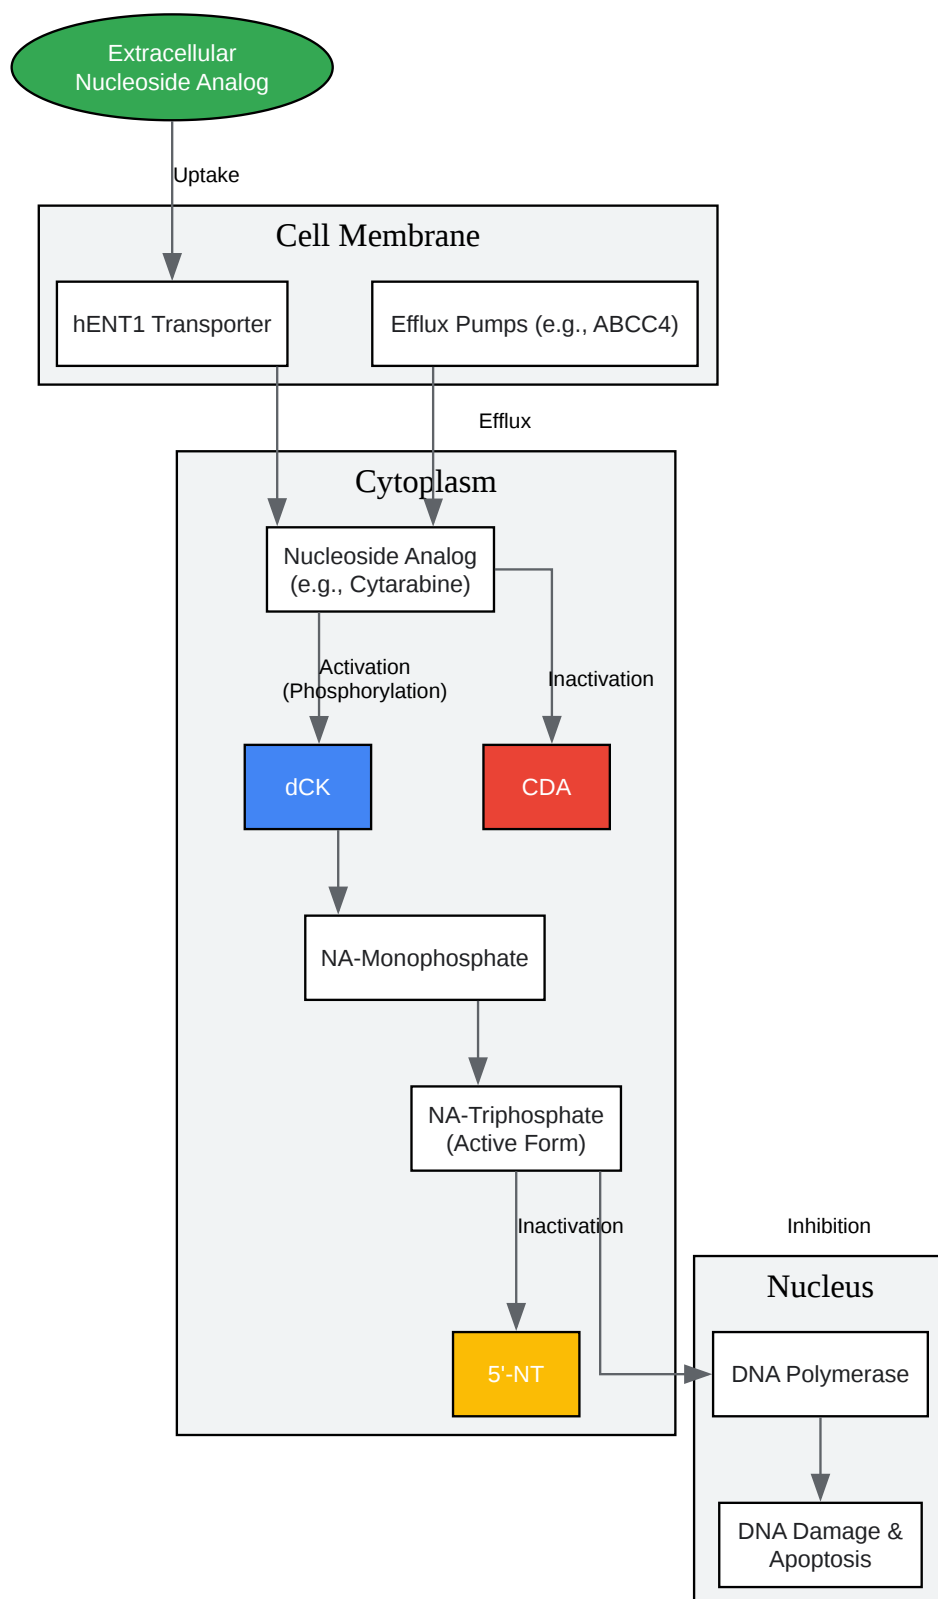 Extracellular
Nucleoside Analog
Uptake
Cell Membrane
hENT1 Transporter
Efflux Pumps (e.g., ABCC4)
Efflux
Cytoplasm
Nucleoside Analog
(e.g., Cytarabine)
Activation
(Phosphorylation)
Inactivation
dCK
CDA
NA-Monophosphate
NA-Triphosphate
(Active Form)
Inactivation
Inhibition
Nucleus
5'-NT
DNA Polymerase
DNA Damage &
Apoptosis